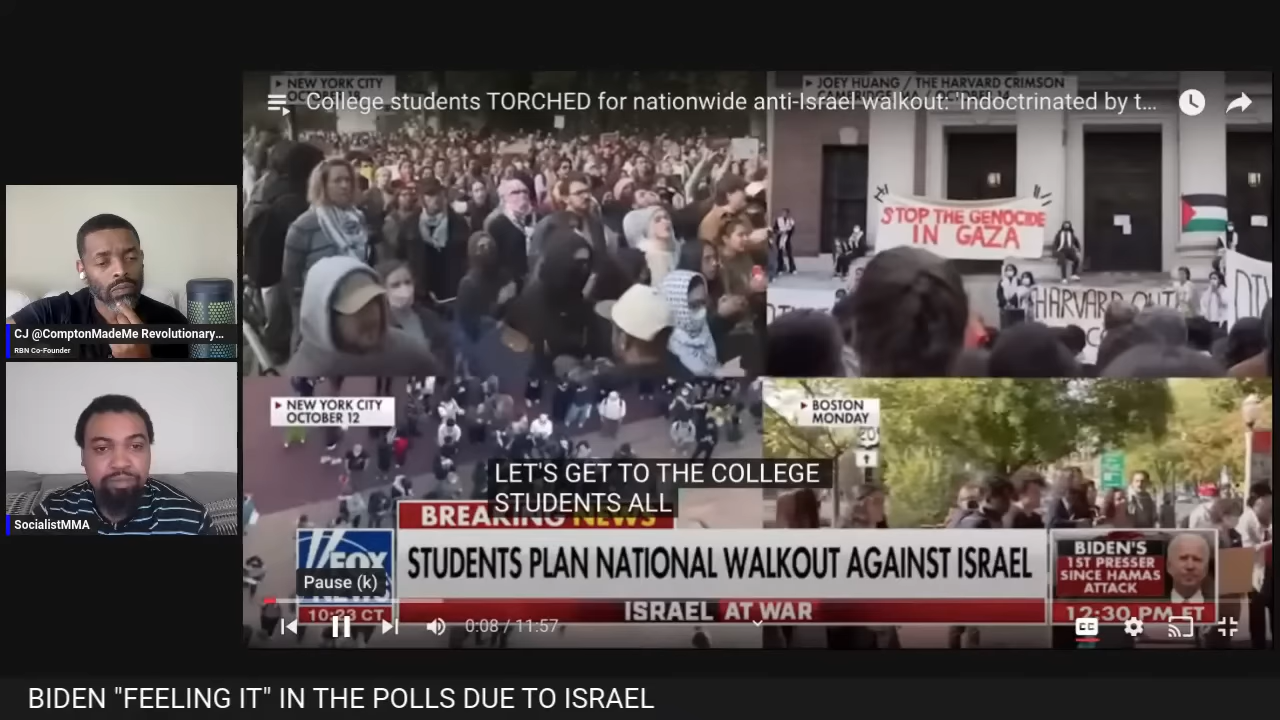 NEW YORK CITY
JOEY HUANG / THE HARVARD CRIMSON
College students TORCHED for nationwide anti-Israel walkout: 'Indoctrinated by t...
STOP THE GENOCIDE
IN GAZA
HARVARD OUT
CJ @ComptonMadeMe Revolutionary...
RBN Co-Founder
SocialistMMA
NEW YORK CITY
OCTOBER 12
BOSTON
MONDAY
LET'S GET TO THE COLLEGE
STUDENTS ALL
BREAKING NEWS
FOX
NEWS
STUDENTS PLAN NATIONAL WALKOUT AGAINST ISRAEL
BIDEN'S
1ST PRESSER
SINCE HAMAS
ATTACK
Pause (k)
10:23 CT
ISRAEL AT WAR
12:30 PM ET
0:08 / 11:57
CC
BIDEN "FEELING IT" IN THE POLLS DUE TO ISRAEL